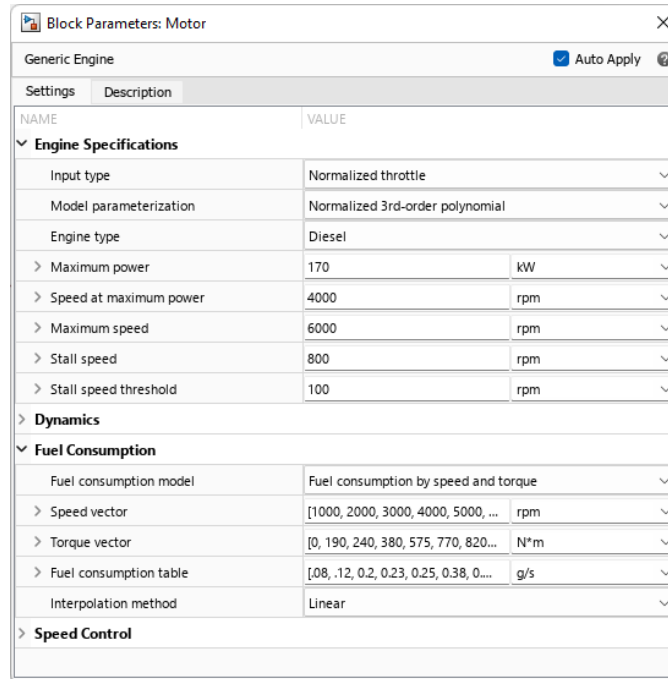 Block Parameters: Motor
Generic Engine Auto Apply
Settings Description
NAME VALUE
Engine Specifications
Input type Normalized throttle
Model parameterization Normalized 3rd-order polynomial
Engine type Diesel
Maximum power 170 kW
Speed at maximum power 4000 rpm
Maximum speed 6000 rpm
Stall speed 800 rpm
Stall speed threshold 100 rpm
Dynamics
Fuel Consumption
Fuel consumption model Fuel consumption by speed and torque
Speed vector [1000, 2000, 3000, 4000, 5000, ... rpm
Torque vector [0, 190, 240, 380, 575, 770, 820... N*m
Fuel consumption table [.08, .12, 0.2, 0.23, 0.25, 0.38, 0.... g/s
Interpolation method Linear
Speed Control